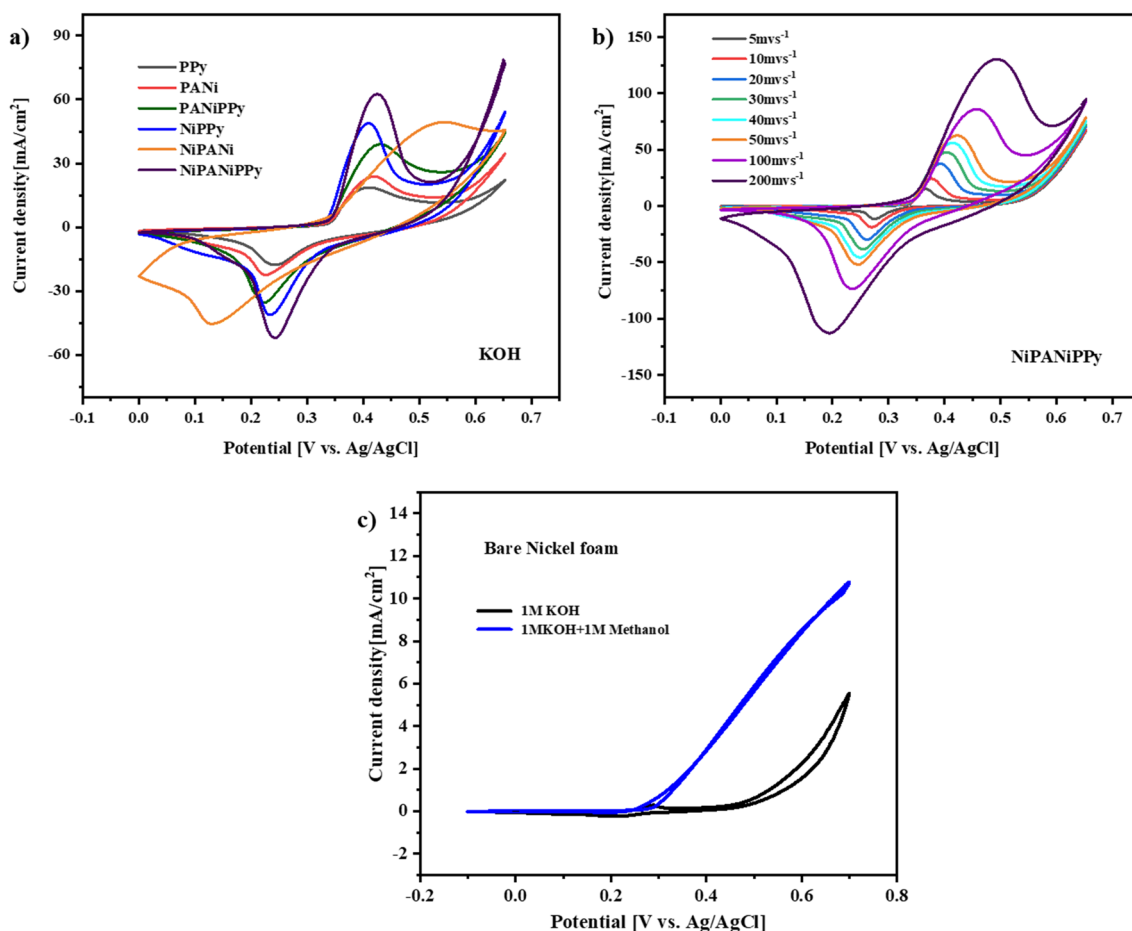 a)
90
60
30
0
-30
-60
Current density[mA/cm²]
PPy
PANi
PANiPPy
NiPPy
NiPANi
NiPANiPPy
KOH
-0.1 0.0 0.1 0.2 0.3 0.4 0.5 0.6 0.7
Potential [V vs. Ag/AgCl]
b)
150
100
50
0
-50
-100
-150
Current density[mA/cm²]
5mvs⁻¹
10mvs⁻¹
20mvs⁻¹
30mvs⁻¹
40mvs⁻¹
50mvs⁻¹
100mvs⁻¹
200mvs⁻¹
NiPANiPPy
-0.1 0.0 0.1 0.2 0.3 0.4 0.5 0.6 0.7
Potential [V vs. Ag/AgCl]
c)
14
12
10
8
6
4
2
0
-2
Current density[mA/cm²]
Bare Nickel foam
1M KOH
1MKOH+1M Methanol
-0.2 0.0 0.2 0.4 0.6 0.8
Potential [V vs. Ag/AgCl]